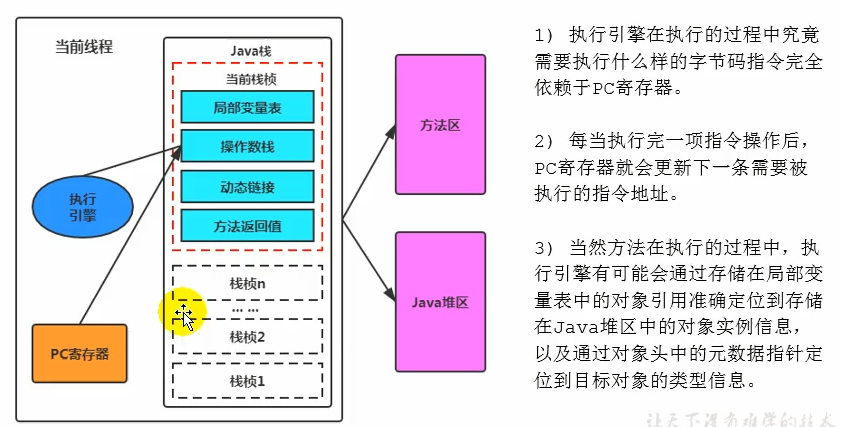 当前线程
Java栈
当前栈桢
局部变量表
操作数栈
动态链接
方法返回值
执行
引擎
栈桢n
... ...
栈桢2
栈桢1
PC寄存器
方法区
Java堆区
1) 执行引擎在执行的过程中究竟
需要执行什么样的字节码指令完全
依赖于PC寄存器。
2) 每当执行完一项指令操作后，
PC寄存器就会更新下一条需要被
执行的指令地址。
3) 当然方法在执行的过程中，执
行引擎有可能会通过存储在局部变
量表中的对象引用准确定位到存储
在Java堆区中的对象实例信息，
以及通过对象头中的元数据指针定
位到目标对象的类型信息。
让天下没有难学的技术